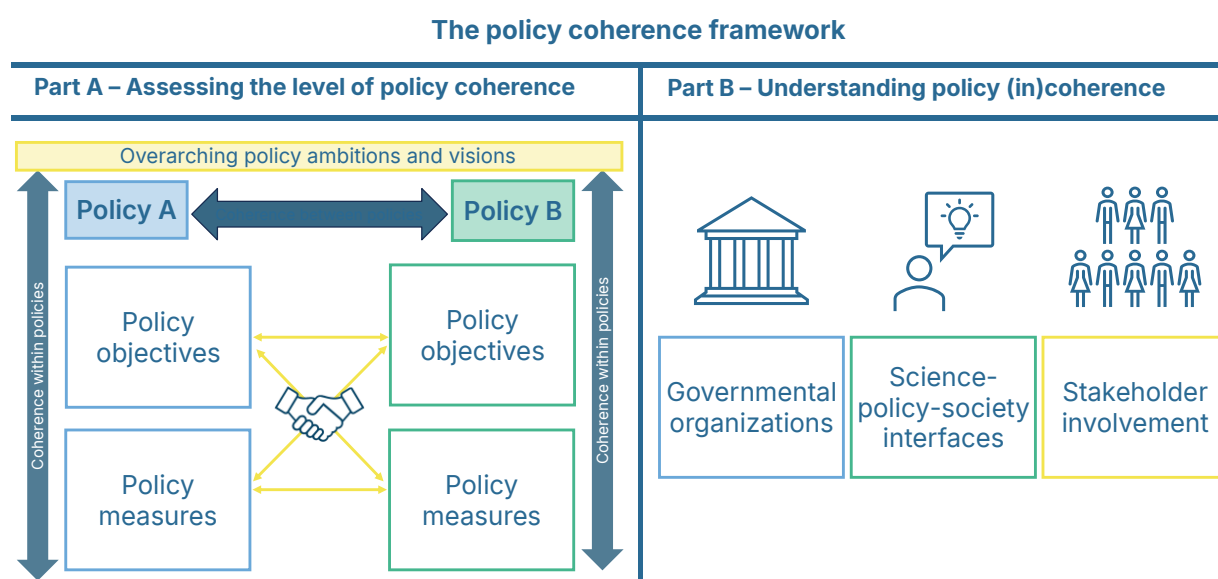 The policy coherence framework
Part A – Assessing the level of policy coherence
Part B – Understanding policy (in)coherence
Overarching policy ambitions and visions
Policy A
Policy B
Coherence within policies
Policy
objectives
Policy
objectives
Policy
measures
Policy
measures
Coherence within policies
Governmental
organizations
Science-
policy-society
interfaces
Stakeholder
involvement